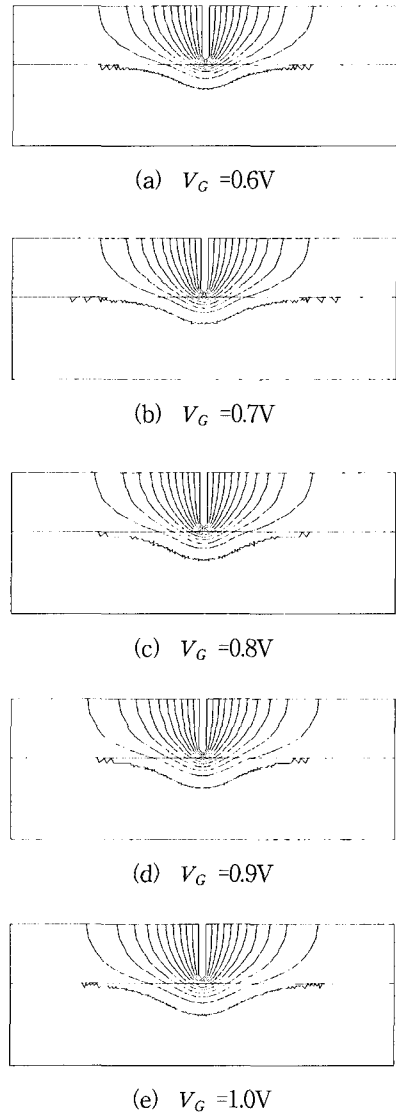 (a) V_G =0.6V
(b) V_G =0.7V
(c) V_G =0.8V
(d) V_G =0.9V
(e) V_G =1.0V